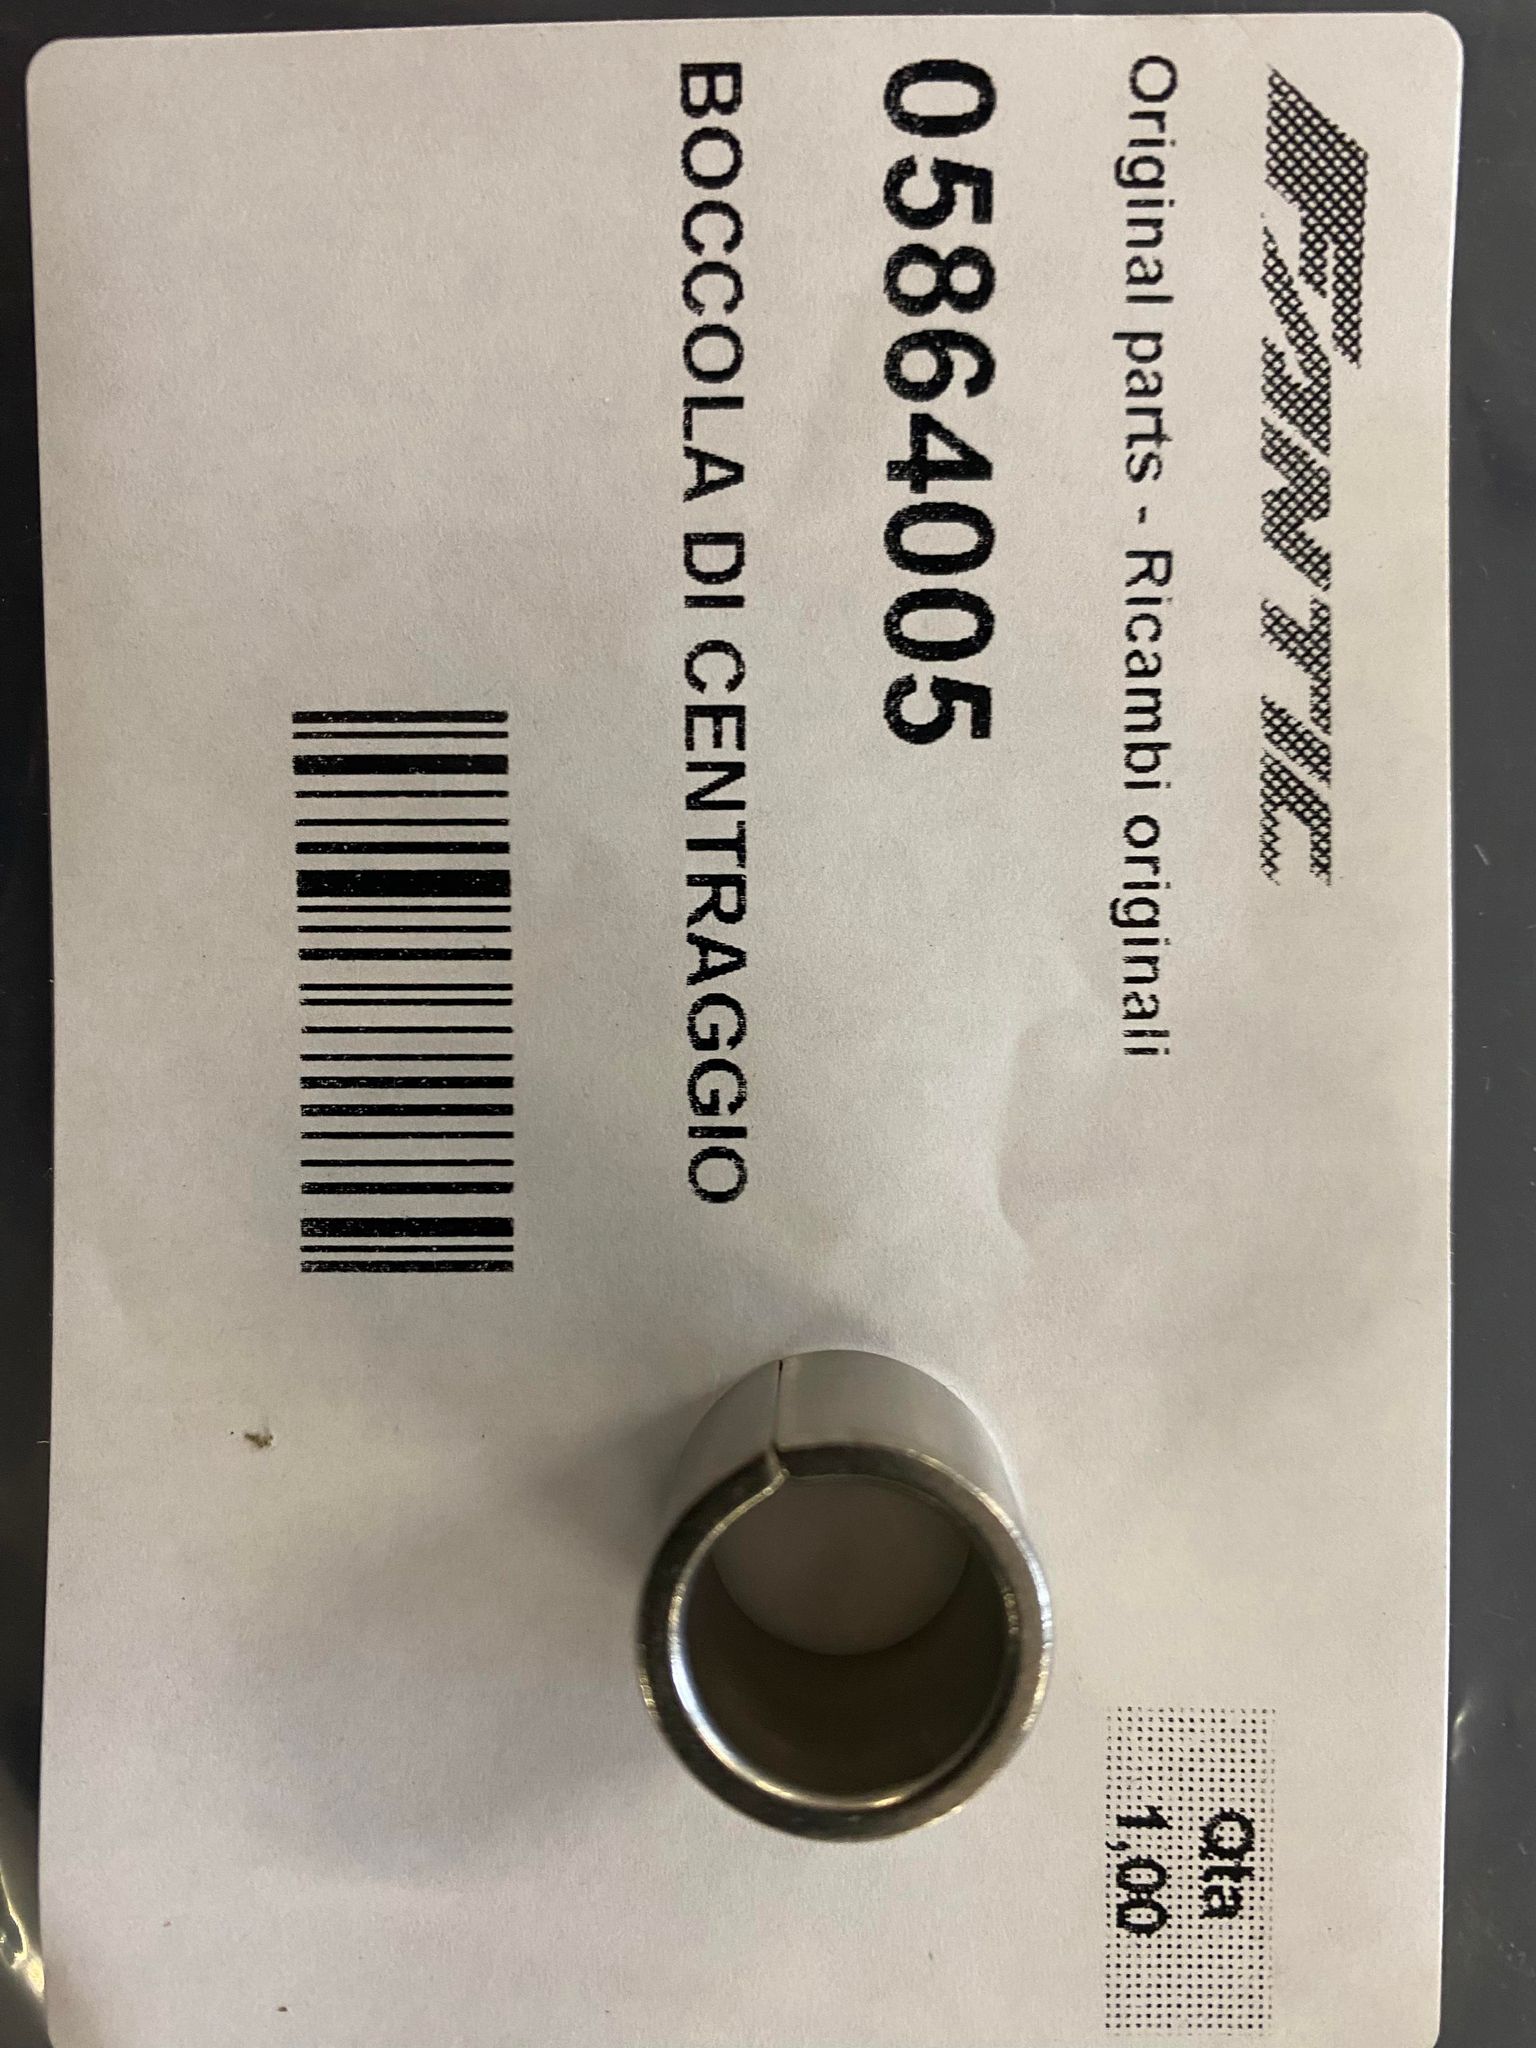 FANTIC
Original parts - Ricambi originali
Qta
1,00
05864005
BOCCOLA DI CENTRAGGIO